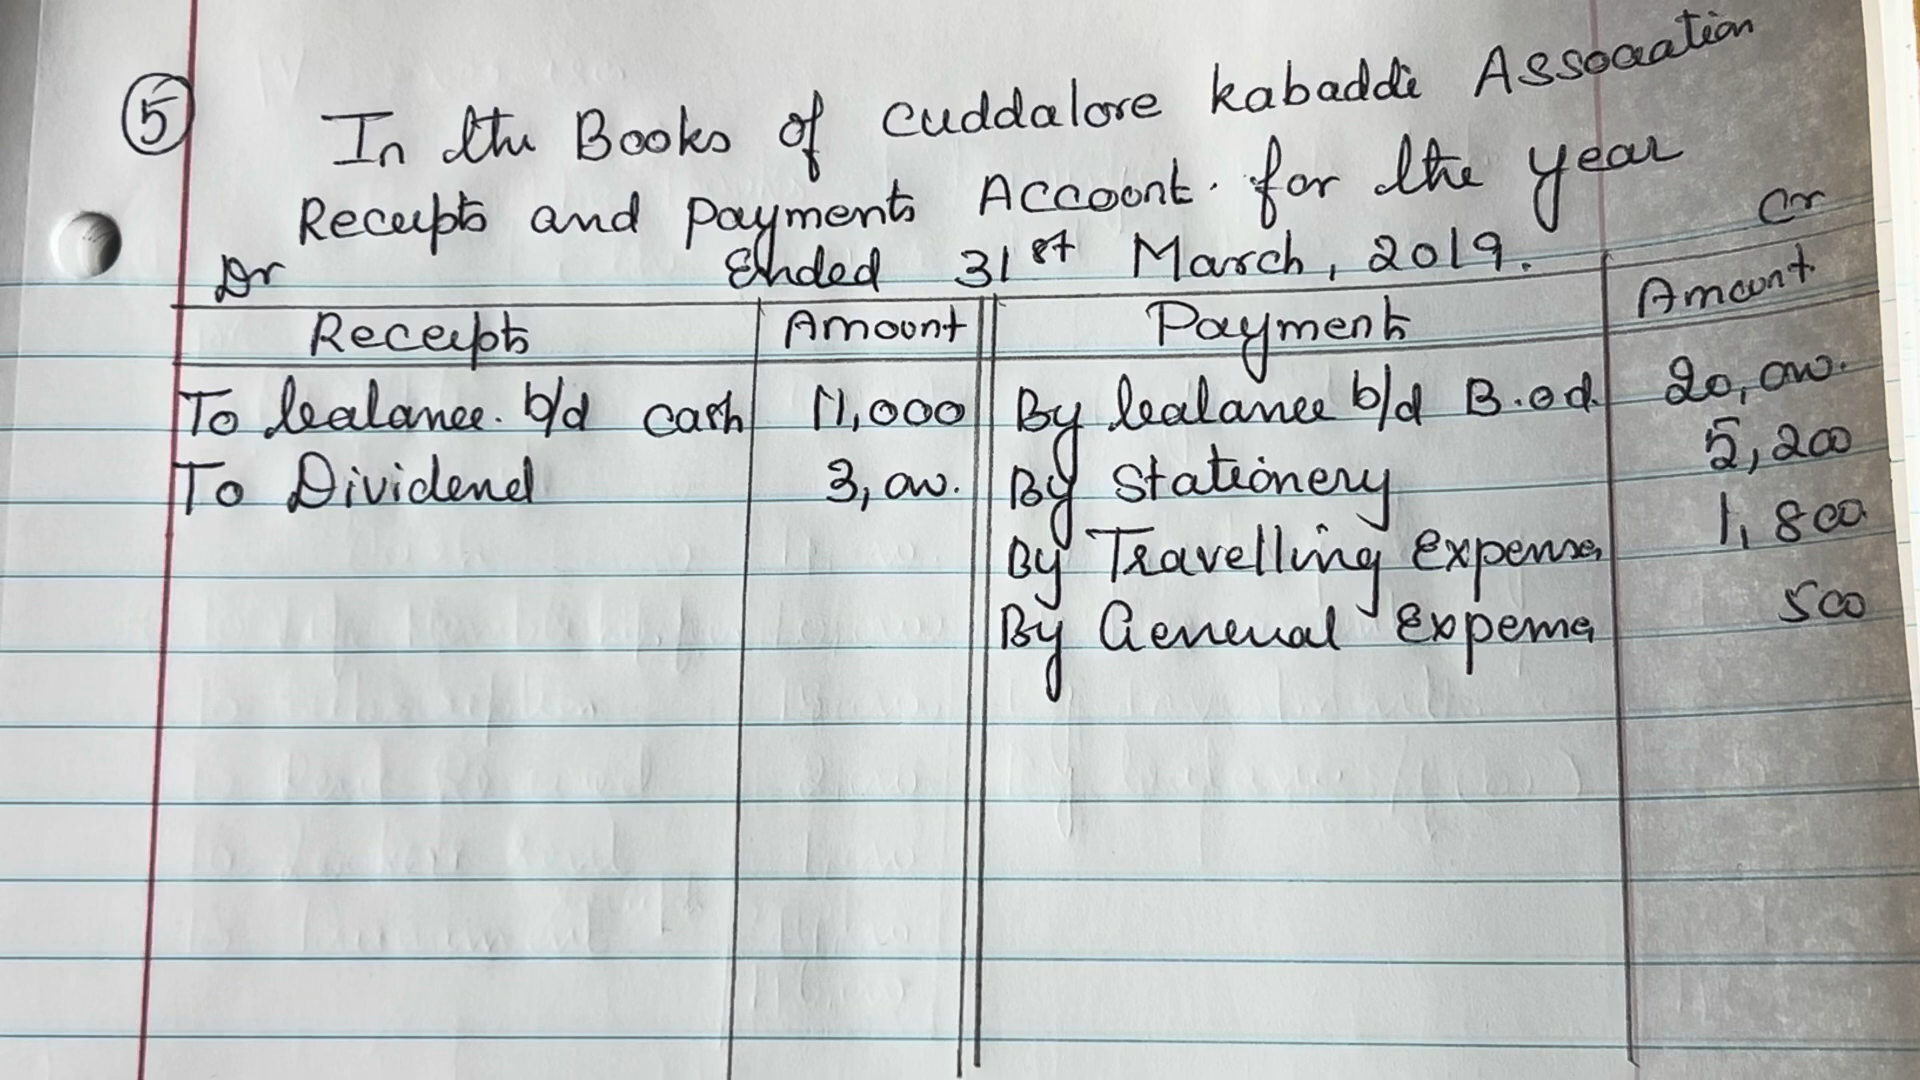 5 In the Books of Cuddalore kabaddi Association
Receipts and Payments Account. for the year
Dr Ended 31st March, 2019. Cr
Receipts Amount Payments Amount
To balance. b/d cash 11,000 By balance b/d B.o.d. 20,000.
To Dividend 3,000. By Stationery 5,200
By Travelling Expenses 1,800
By General Expenses 500